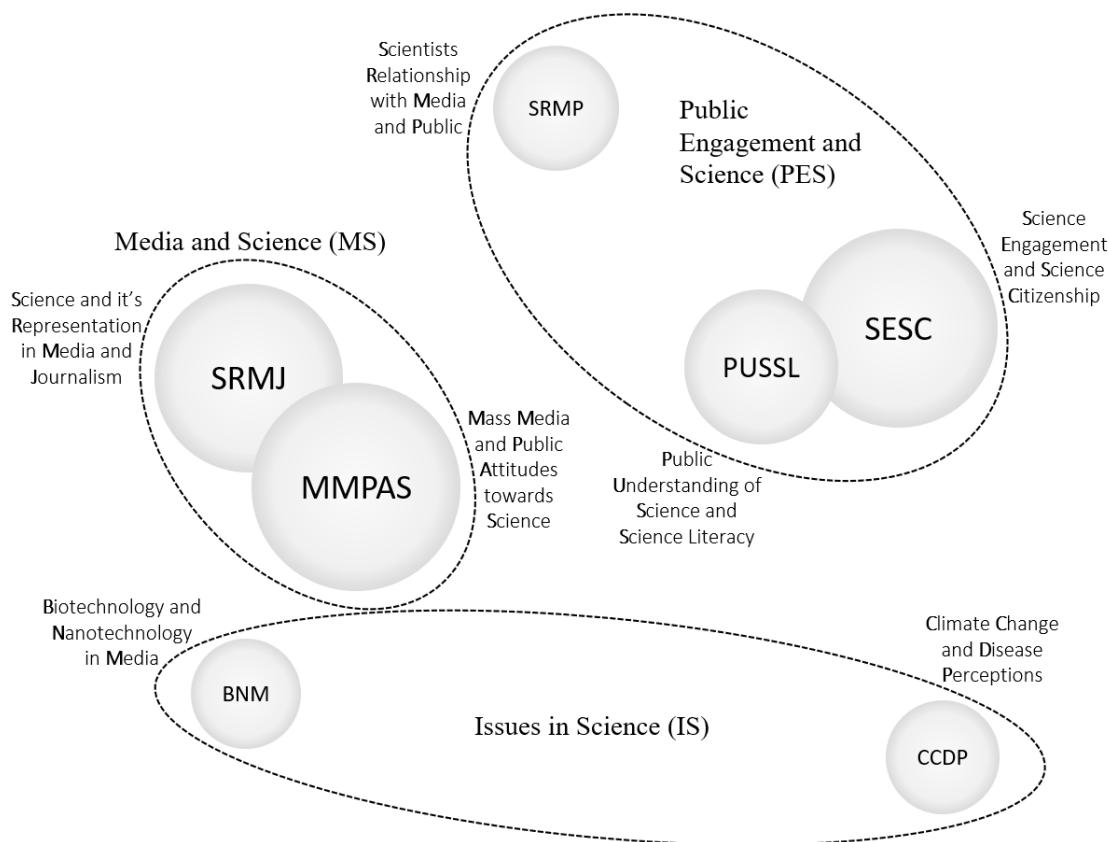 Scientists
Relationship
with Media
and Public
SRMP
Public
Engagement and
Science (PES)
Science
Engagement
and Science
Citizenship
SESC
PUSSL
Public
Understanding of
Science and
Science Literacy
Media and Science (MS)
Science and it's
Representation
in Media and
Journalism
SRMJ
MMPAS
Mass Media
and Public
Attitudes
towards
Science
Biotechnology and
Nanotechnology
in Media
BNM
Issues in Science (IS)
Climate Change
and Disease
Perceptions
CCDP